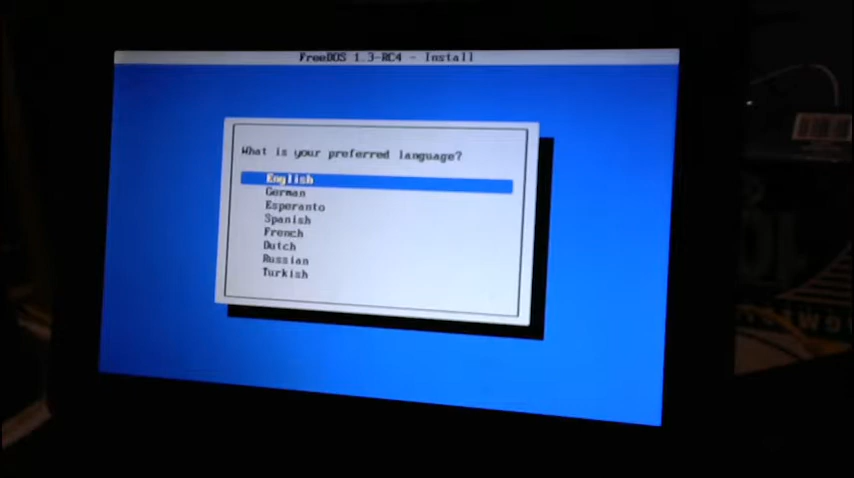 FreeDOS 1.3-RC4 - Install
What is your preferred language?
English
German
Esperanto
Spanish
French
Dutch
Russian
Turkish